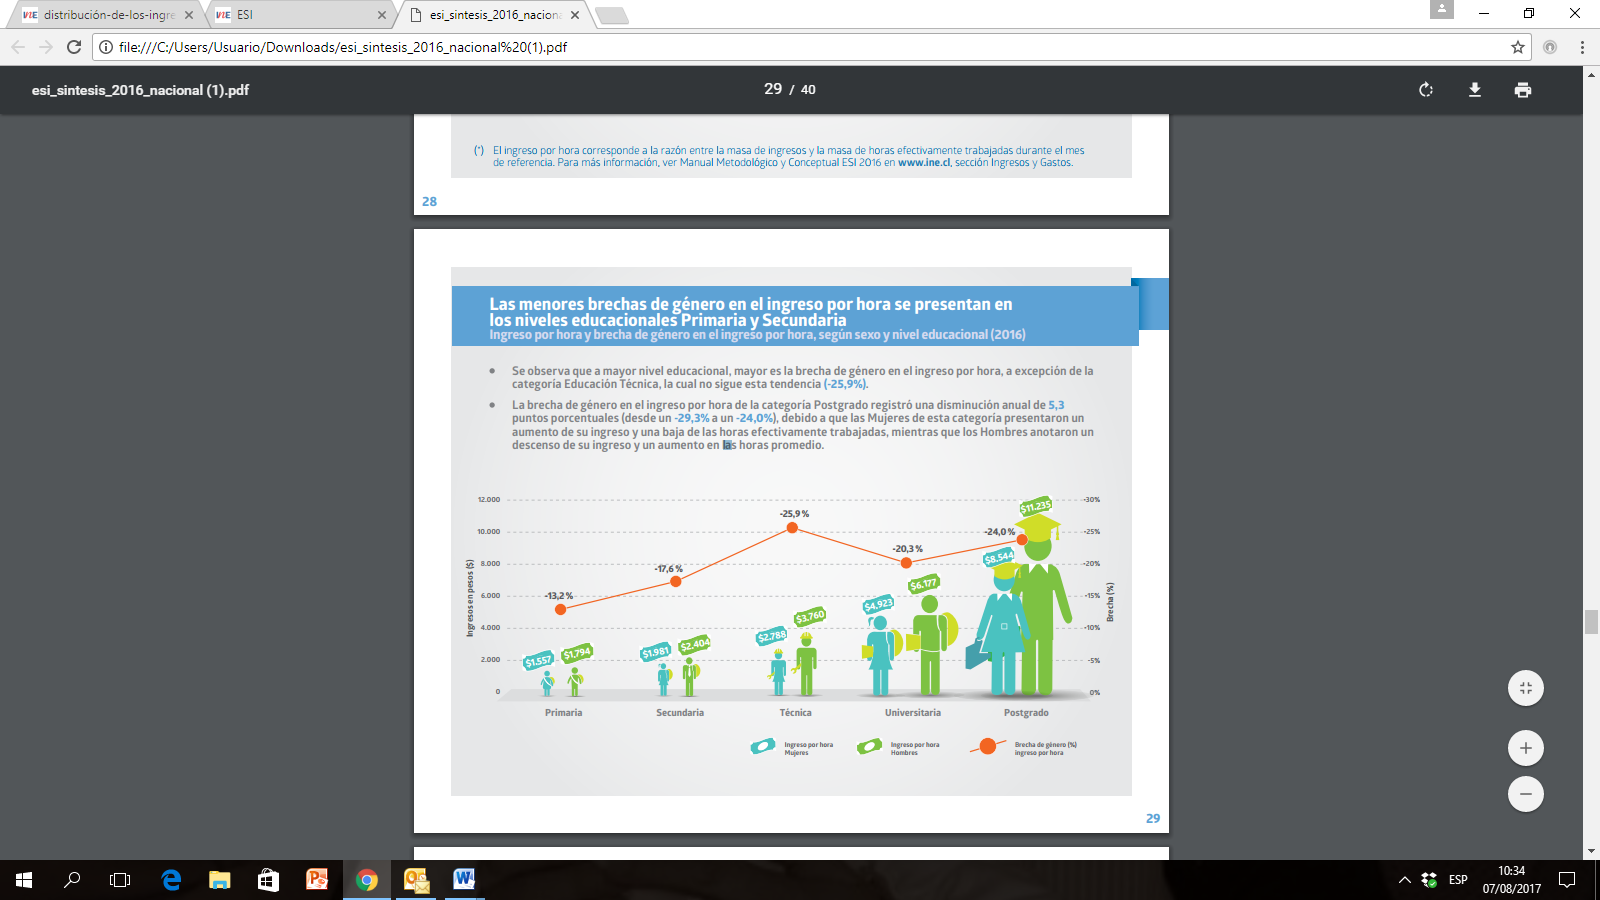 distribución-de-los-ingre
ESI
esi_sintesis_2016_naciona
file:///C:/Users/Usuario/Downloads/esi_sintesis_2016_nacional%20(1).pdf
esi_sintesis_2016_nacional (1).pdf
29 / 40
(*) El ingreso por hora corresponde a la razón entre la masa de ingresos y la masa de horas efectivamente trabajadas durante el mes
de referencia. Para más información, ver Manual Metodológico y Conceptual ESI 2016 en www.ine.cl, sección Ingresos y Gastos.
28
Las menores brechas de género en el ingreso por hora se presentan en
los niveles educacionales Primaria y Secundaria
Ingreso por hora y brecha de género en el ingreso por hora, según sexo y nivel educacional (2016)
● Se observa que a mayor nivel educacional, mayor es la brecha de género en el ingreso por hora, a excepción de la
categoría Educación Técnica, la cual no sigue esta tendencia (-25,9%).
● La brecha de género en el ingreso por hora de la categoría Postgrado registró una disminución anual de 5,3
puntos porcentuales (desde un -29,3% a un -24,0%), debido a que las Mujeres de esta categoría presentaron un
aumento de su ingreso y una baja de las horas efectivamente trabajadas, mientras que los Hombres anotaron un
descenso de su ingreso y un aumento en las horas promedio.
Ingresos en pesos ($)
12.000
10.000
8.000
6.000
4.000
2.000
0
-13,2 %
-17,6 %
-25,9 %
-20,3 %
-24,0 %
$1.557
$1.794
$1.981
$2.404
$2.788
$3.760
$4.923
$6.177
$8.544
$11.235
-30%
-25%
-20%
-15%
-10%
-5%
0%
Brecha (%)
Primaria
Secundaria
Técnica
Universitaria
Postgrado
Ingreso por hora
Mujeres
Ingreso por hora
Hombres
Brecha de género (%)
ingreso por hora
29
ESP
10:34
07/08/2017